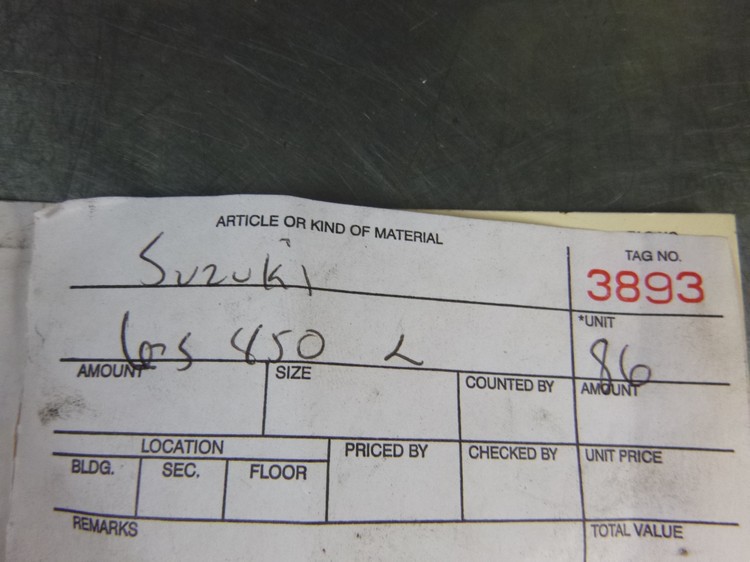 ARTICLE OR KIND OF MATERIAL
Suzuki
TAG NO.
3893
GS 450 L
*UNIT
86
AMOUNT
SIZE
COUNTED BY
AMOUNT
LOCATION
PRICED BY
CHECKED BY
UNIT PRICE
BLDG.
SEC.
FLOOR
REMARKS
TOTAL VALUE